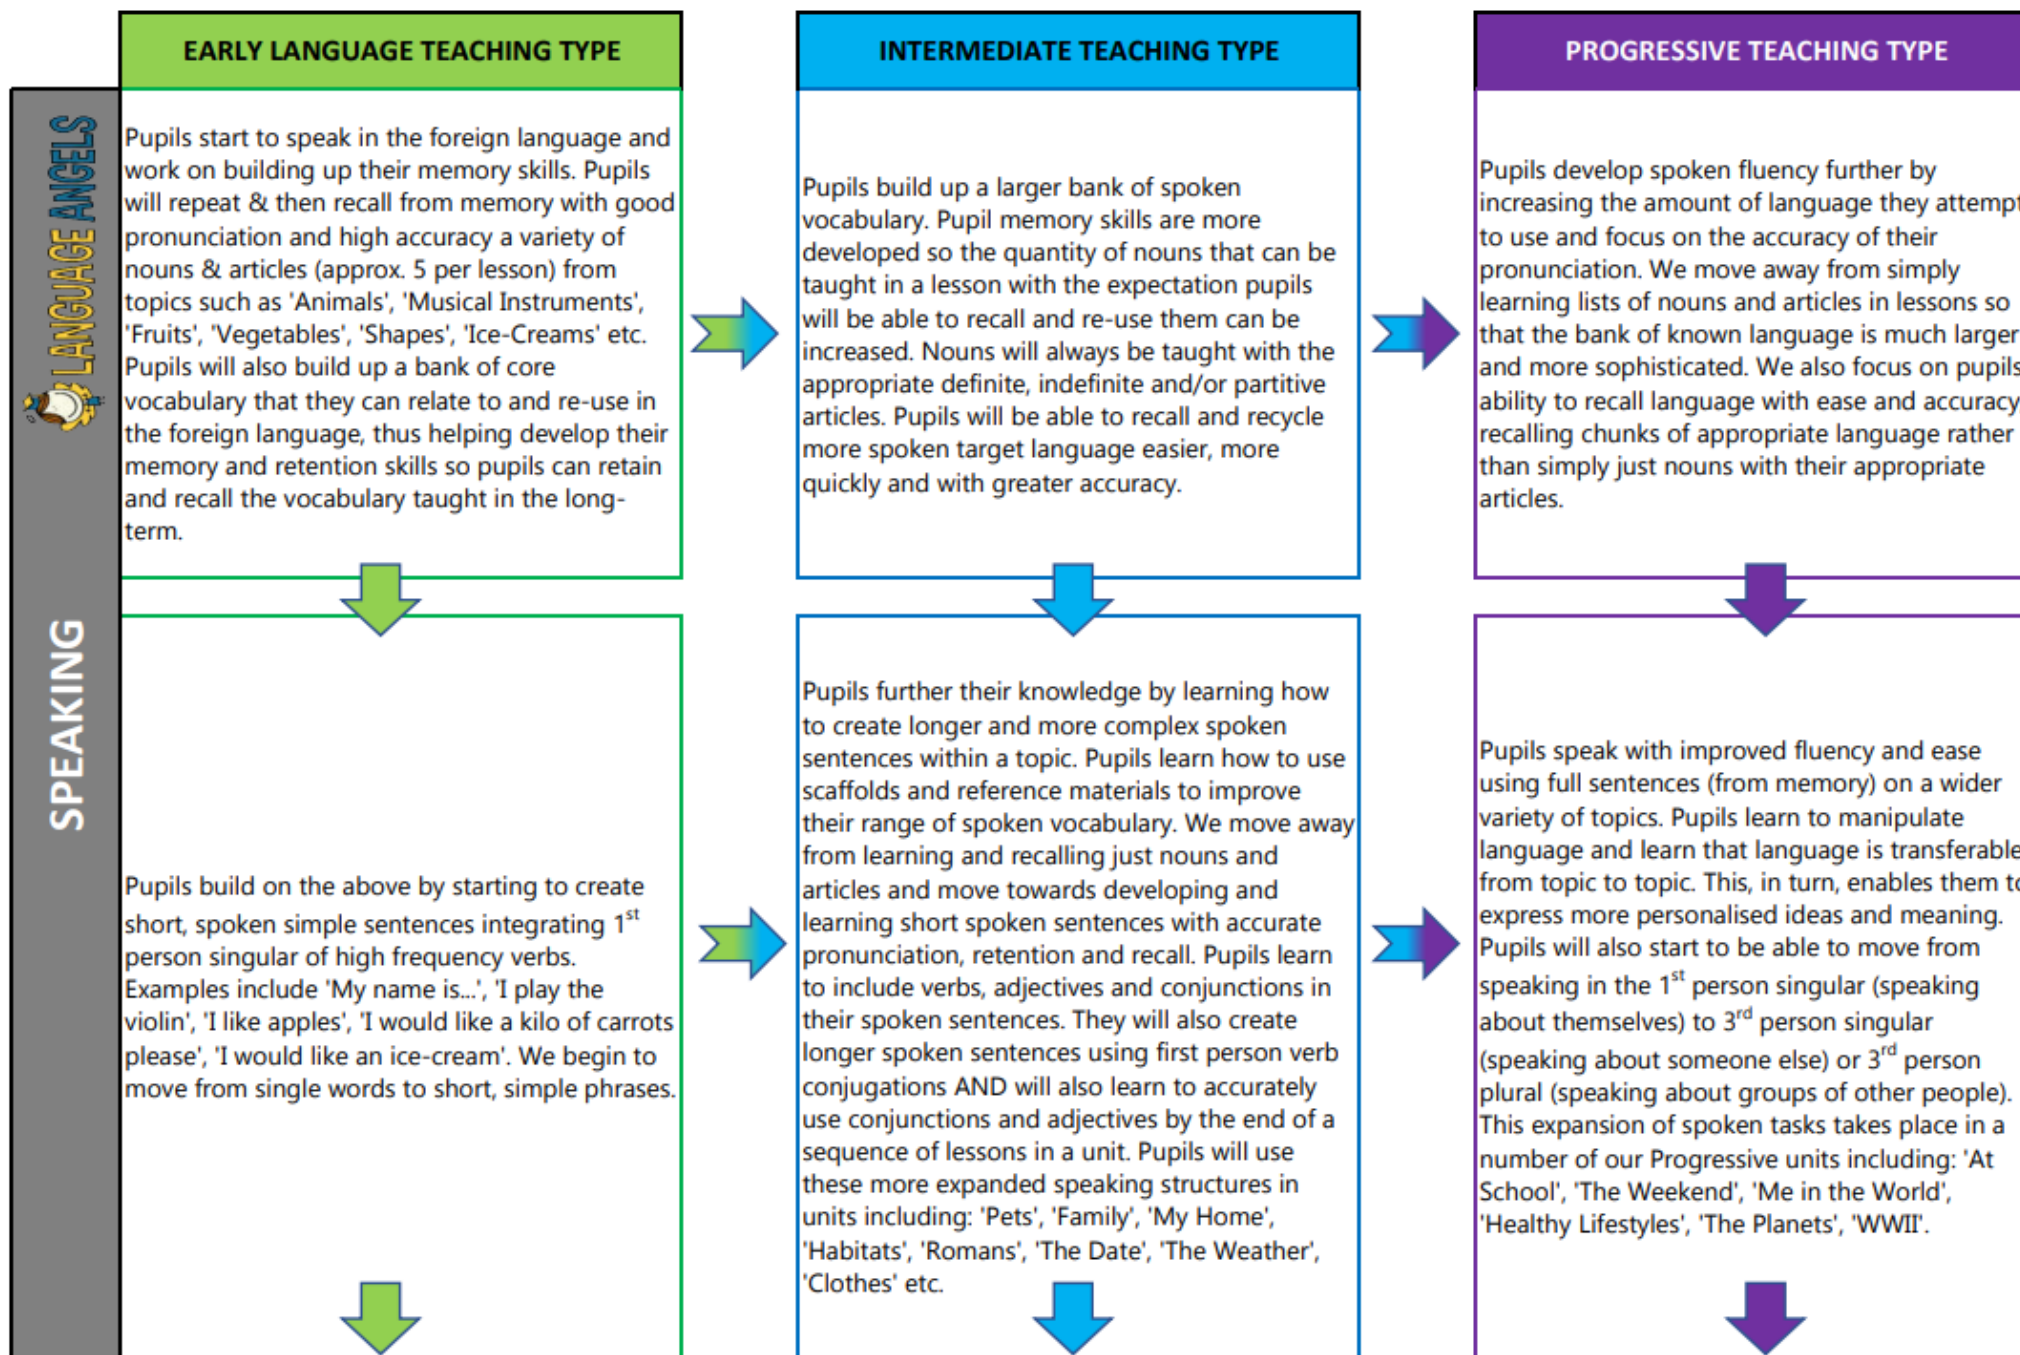 EARLY LANGUAGE TEACHING TYPE
INTERMEDIATE TEACHING TYPE
PROGRESSIVE TEACHING TYPE
LANGUAGE ANGELS
SPEAKING
Pupils start to speak in the foreign language and
work on building up their memory skills. Pupils
will repeat & then recall from memory with good
pronunciation and high accuracy a variety of
nouns & articles (approx. 5 per lesson) from
topics such as 'Animals', 'Musical Instruments',
'Fruits', 'Vegetables', 'Shapes', 'Ice-Creams' etc.
Pupils will also build up a bank of core
vocabulary that they can relate to and re-use in
the foreign language, thus helping develop their
memory and retention skills so pupils can retain
and recall the vocabulary taught in the long-
term.
Pupils build up a larger bank of spoken
vocabulary. Pupil memory skills are more
developed so the quantity of nouns that can be
taught in a lesson with the expectation pupils
will be able to recall and re-use them can be
increased. Nouns will always be taught with the
appropriate definite, indefinite and/or partitive
articles. Pupils will be able to recall and recycle
more spoken target language easier, more
quickly and with greater accuracy.
Pupils develop spoken fluency further by
increasing the amount of language they attempt
to use and focus on the accuracy of their
pronunciation. We move away from simply
learning lists of nouns and articles in lessons so
that the bank of known language is much larger
and more sophisticated. We also focus on pupils
ability to recall language with ease and accuracy
recalling chunks of appropriate language rather
than simply just nouns with their appropriate
articles.
Pupils build on the above by starting to create
short, spoken simple sentences integrating 1st
person singular of high frequency verbs.
Examples include 'My name is...', 'I play the
violin', 'I like apples', 'I would like a kilo of carrots
please', 'I would like an ice-cream'. We begin to
move from single words to short, simple phrases.
Pupils further their knowledge by learning how
to create longer and more complex spoken
sentences within a topic. Pupils learn how to use
scaffolds and reference materials to improve
their range of spoken vocabulary. We move away
from learning and recalling just nouns and
articles and move towards developing and
learning short spoken sentences with accurate
pronunciation, retention and recall. Pupils learn
to include verbs, adjectives and conjunctions in
their spoken sentences. They will also create
longer spoken sentences using first person verb
conjugations AND will also learn to accurately
use conjunctions and adjectives by the end of a
sequence of lessons in a unit. Pupils will use
these more expanded speaking structures in
units including: 'Pets', 'Family', 'My Home',
'Habitats', 'Romans', 'The Date', 'The Weather',
'Clothes' etc.
Pupils speak with improved fluency and ease
using full sentences (from memory) on a wider
variety of topics. Pupils learn to manipulate
language and learn that language is transferable
from topic to topic. This, in turn, enables them to
express more personalised ideas and meaning.
Pupils will also start to be able to move from
speaking in the 1st person singular (speaking
about themselves) to 3rd person singular
(speaking about someone else) or 3rd person
plural (speaking about groups of other people).
This expansion of spoken tasks takes place in a
number of our Progressive units including: 'At
School', 'The Weekend', 'Me in the World',
'Healthy Lifestyles', 'The Planets', 'WWII'.